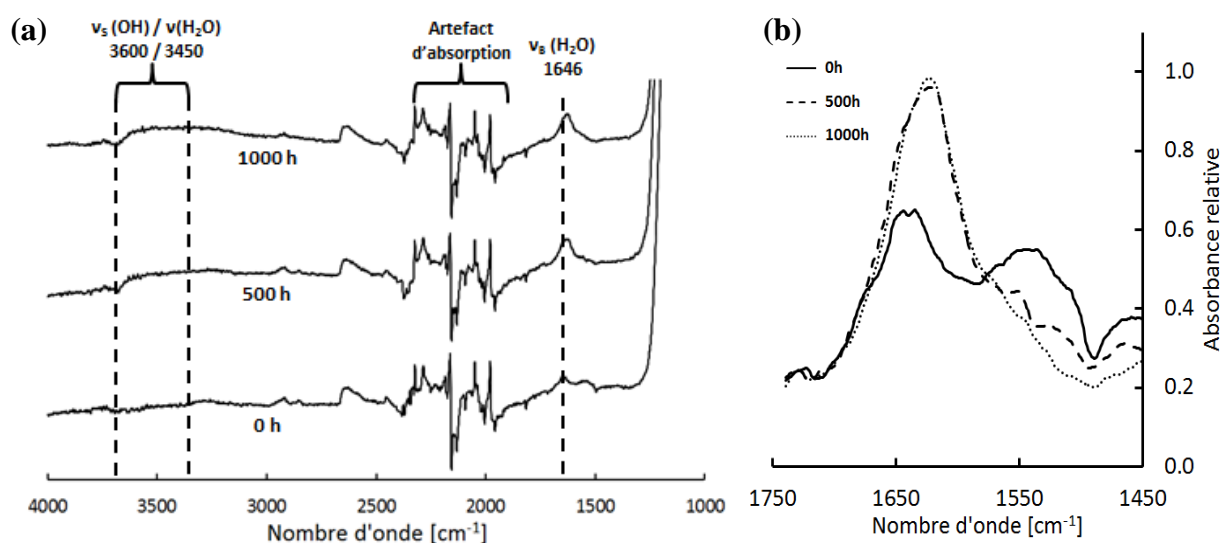 (a)
νS (OH) / ν(H2O)
3600 / 3450
Artefact
d'absorption
νB (H2O)
1646
1000 h
500 h
0 h
4000 3500 3000 2500 2000 1500 1000
Nombre d'onde [cm-1]
(b)
0h
500h
1000h
1.0
0.8
0.6
0.4
0.2
0.0
Absorbance relative
1750 1650 1550 1450
Nombre d'onde [cm-1]